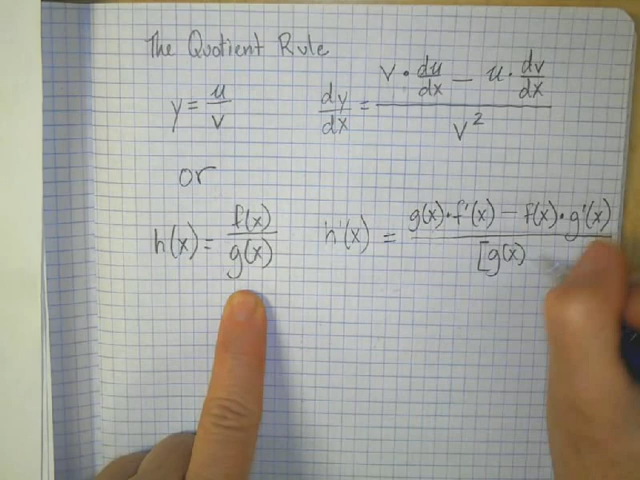 The Quotient Rule
y = u/v    dy/dx = (v · du/dx − u · dv/dx) / v²
or
h(x) = f(x)/g(x)    h'(x) = (g(x)·f'(x) − f(x)·g'(x)) / [g(x)